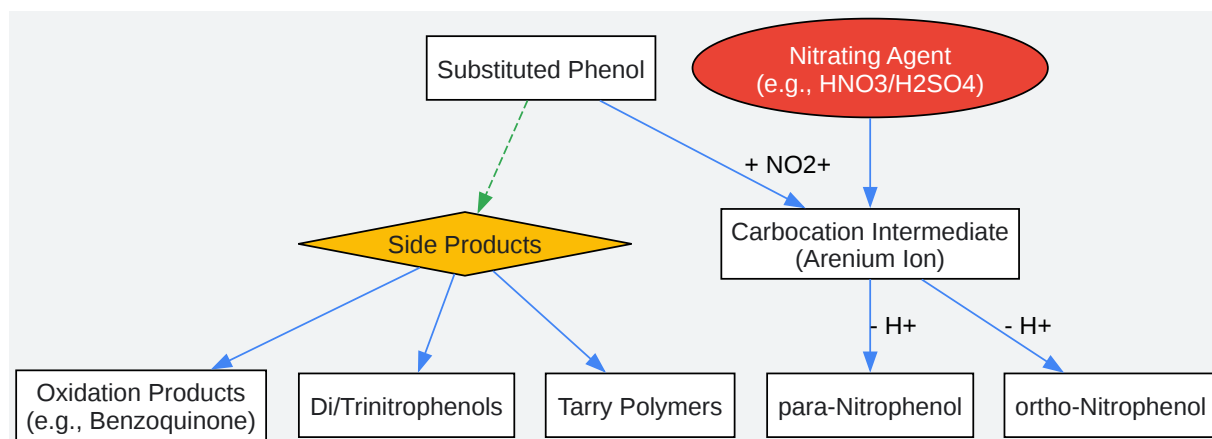 Substituted Phenol
Nitrating Agent
(e.g., HNO3/H2SO4)
+ NO2+
Side Products
Carbocation Intermediate
(Arenium Ion)
- H+
- H+
Oxidation Products
(e.g., Benzoquinone)
Di/Trinitrophenols
Tarry Polymers
para-Nitrophenol
ortho-Nitrophenol